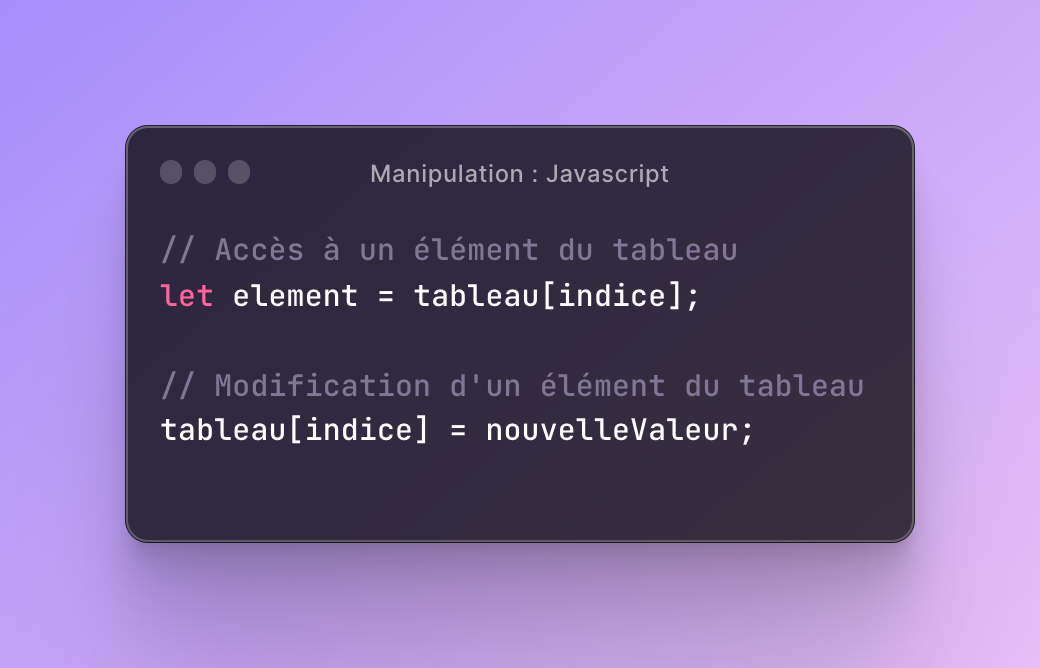 Manipulation : Javascript
// Accès à un élément du tableau
let element = tableau[indice];
// Modification d'un élément du tableau
tableau[indice] = nouvelleValeur;